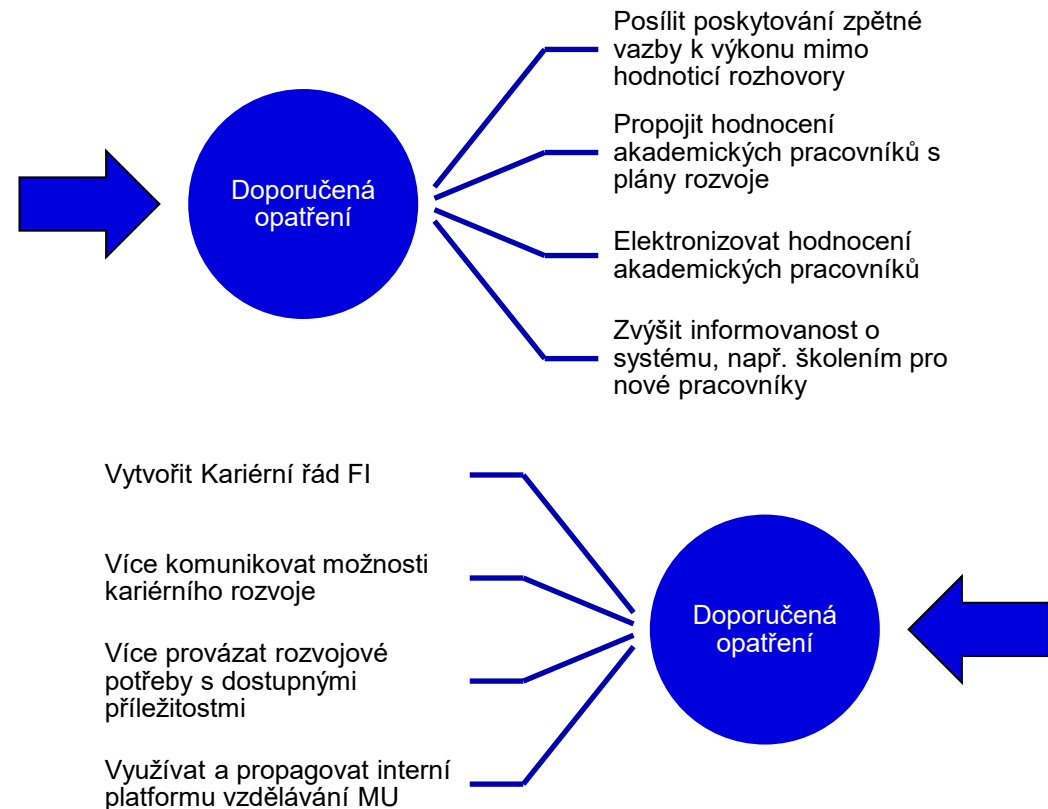 Posílit poskytování zpětné
vazby k výkonu mimo
hodnoticí rozhovory
Propojit hodnocení
akademických pracovníků s
plány rozvoje
Doporučená
opatření
Elektronizovat hodnocení
akademických pracovníků
Zvýšit informovanost o
systému, např. školením pro
nové pracovníky
Vytvořit Kariérní řád FI
Více komunikovat možnosti
kariérního rozvoje
Doporučená
opatření
Více provázat rozvojové
potřeby s dostupnými
příležitostmi
Využívat a propagovat interní
platformu vzdělávání MU